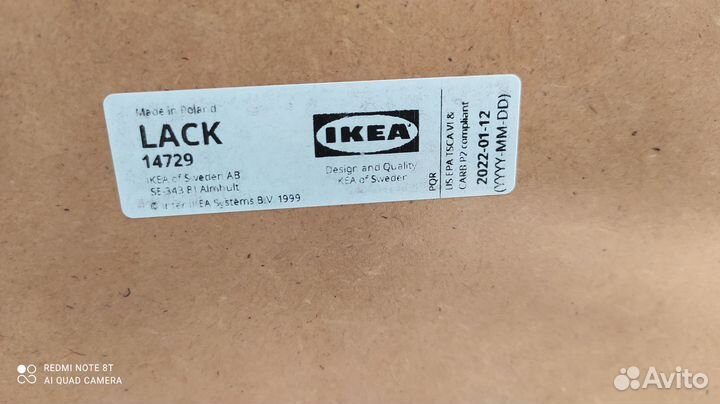 Made in Poland
LACK
14729
IKEA of Sweden AB
SE-343 81 Älmhult
© Inter IKEA Systems B.V. 1999
IKEA
Design and Quality
IKEA of Sweden
PQR
US EPA TSCA VI &
CARB P2 compliant
2022-01-12
(YYYY-MM-DD)
REDMI NOTE 8T
AI QUAD CAMERA
Avito